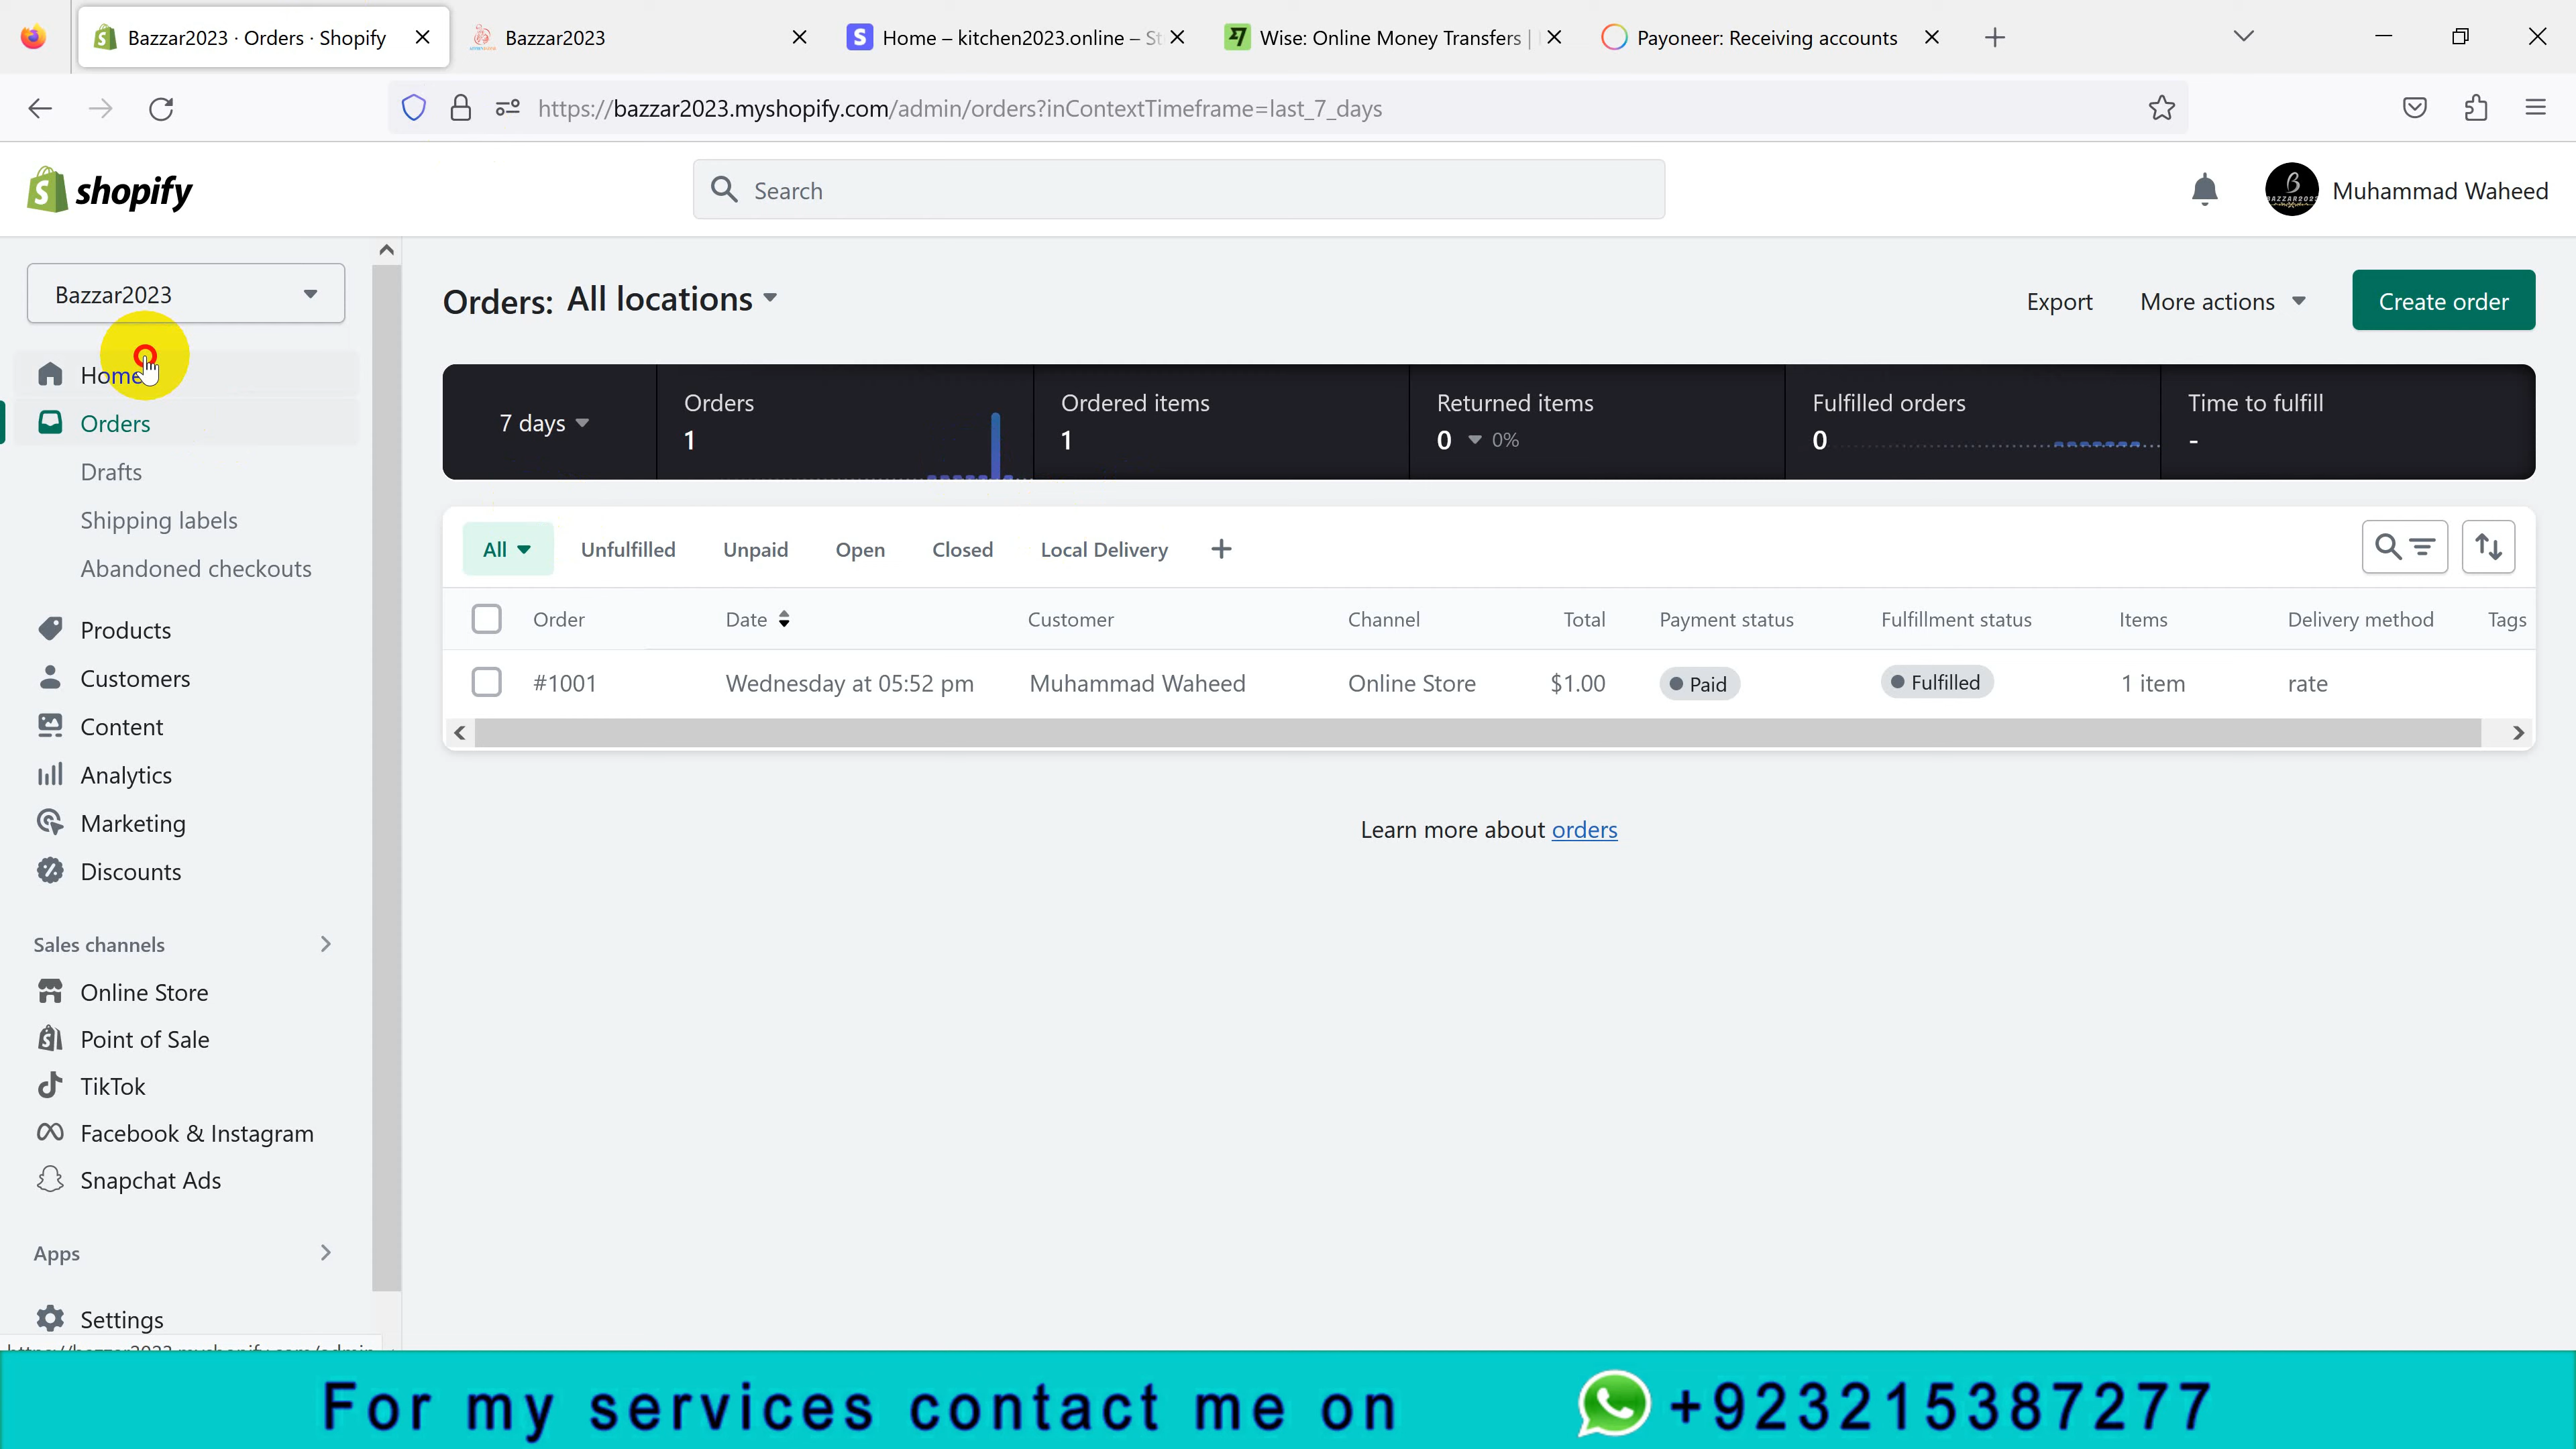 Bazzar2023 · Orders · Shopify
Bazzar2023
Home – kitchen2023.online – St
Wise: Online Money Transfers |
Payoneer: Receiving accounts
https://bazzar2023.myshopify.com/admin/orders?inContextTimeframe=last_7_days
shopify
Search
Muhammad Waheed
Bazzar2023
Home
Orders
Drafts
Shipping labels
Abandoned checkouts
Products
Customers
Content
Analytics
Marketing
Discounts
Sales channels
Online Store
Point of Sale
TikTok
Facebook & Instagram
Snapchat Ads
Apps
Settings
Orders: All locations
Export
More actions
Create order
7 days
Orders
1
Ordered items
1
Returned items
0 0%
Fulfilled orders
0
Time to fulfill
-
All Unfulfilled Unpaid Open Closed Local Delivery
Order Date Customer Channel Total Payment status Fulfillment status Items Delivery method Tags
#1001 Wednesday at 05:52 pm Muhammad Waheed Online Store $1.00 Paid Fulfilled 1 item rate
Learn more about orders
For my services contact me on +923215387277